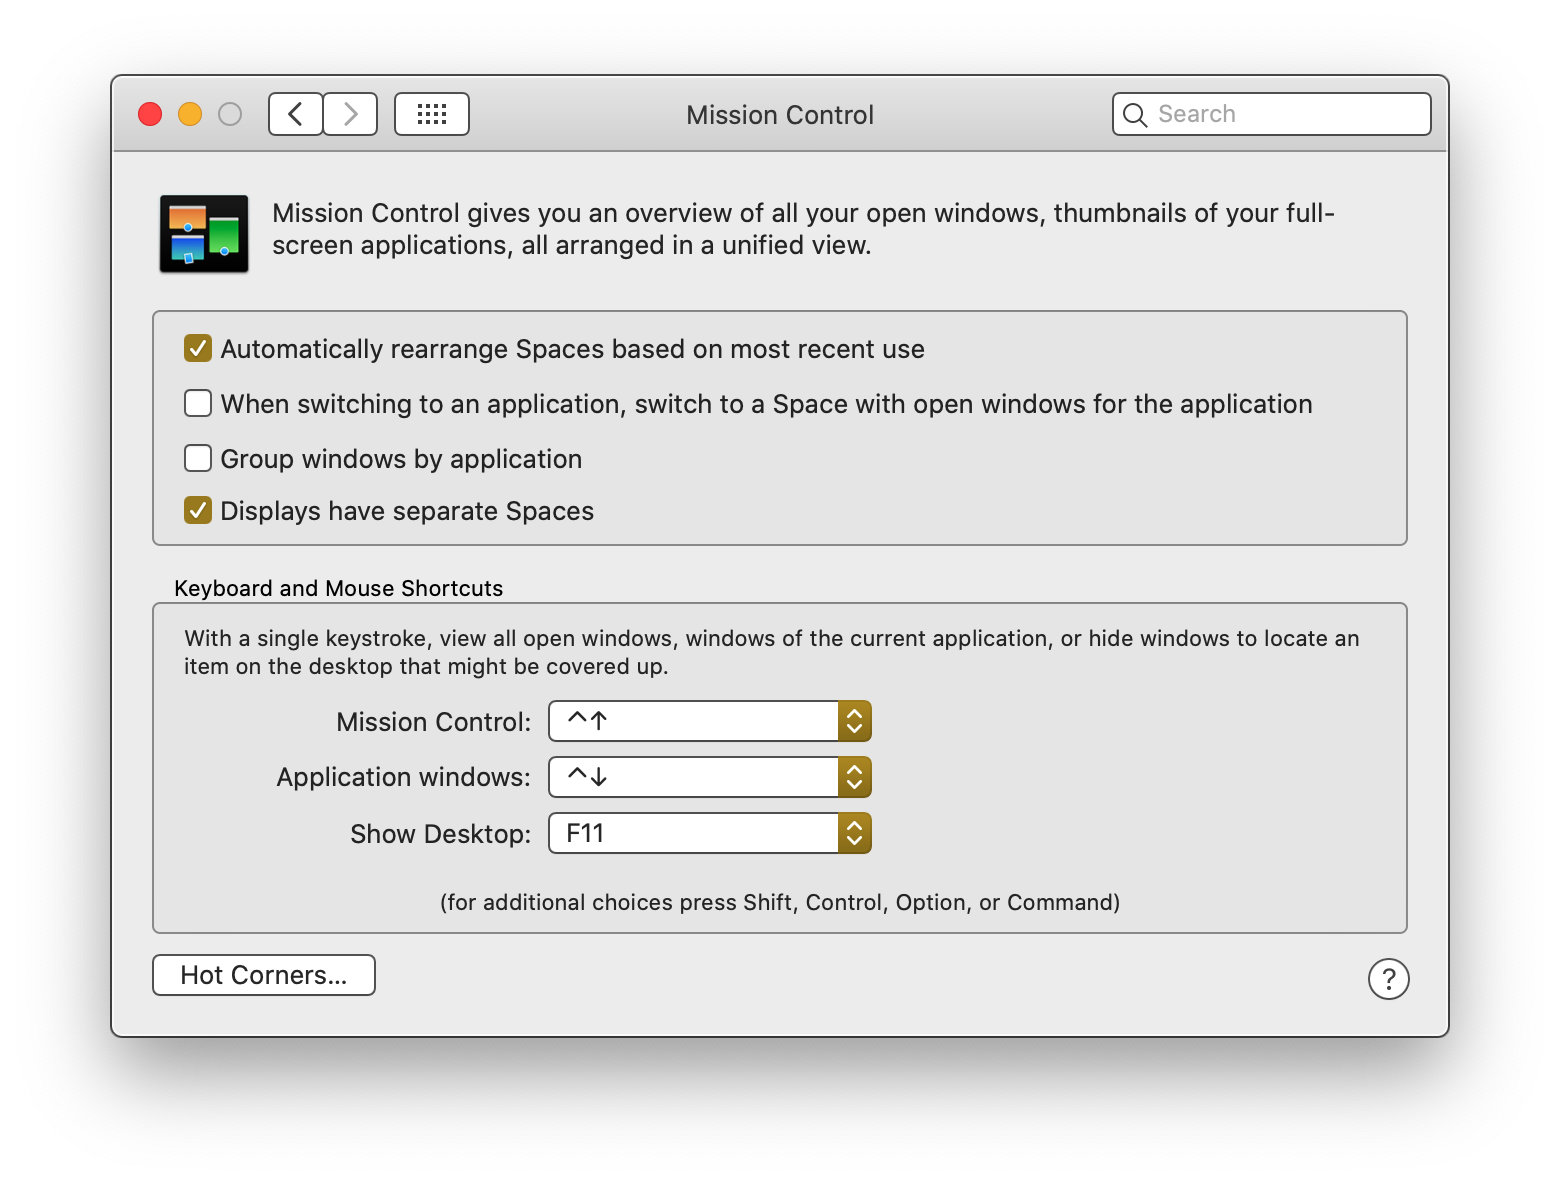 Mission Control
Search
Mission Control gives you an overview of all your open windows, thumbnails of your full-
screen applications, all arranged in a unified view.
Automatically rearrange Spaces based on most recent use
When switching to an application, switch to a Space with open windows for the application
Group windows by application
Displays have separate Spaces
Keyboard and Mouse Shortcuts
With a single keystroke, view all open windows, windows of the current application, or hide windows to locate an
item on the desktop that might be covered up.
Mission Control: ^↑
Application windows: ^↓
Show Desktop: F11
(for additional choices press Shift, Control, Option, or Command)
Hot Corners...
?